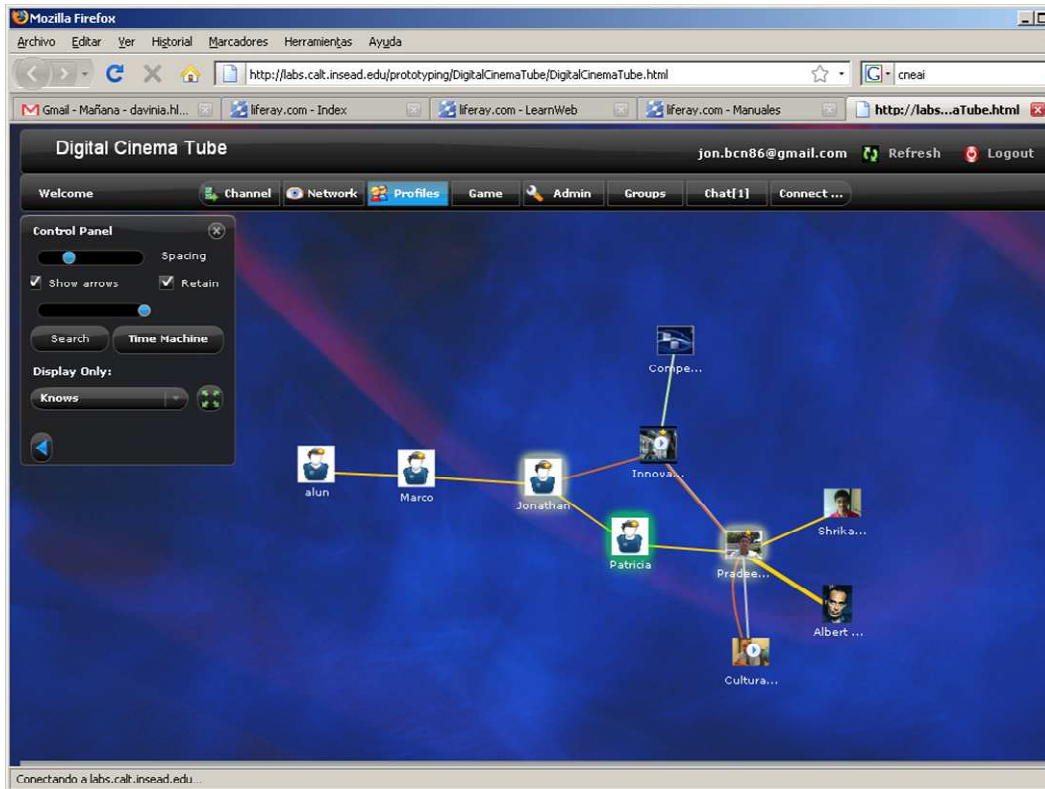 Mozilla Firefox
Archivo Editar Ver Historial Marcadores Herramientas Ayuda
http://labs.calt.insead.edu/prototyping/DigitalCinemaTube/DigitalCinemaTube.html
G cneai
Gmail - Mañana - davinia.hl...
liferay.com - Index
liferay.com - LearnWeb
liferay.com - Manuales
http://labs...aTube.html
Digital Cinema Tube
jon.bcn86@gmail.com Refresh Logout
Welcome Channel Network Profiles Game Admin Groups Chat[1] Connect ...
Control Panel
Spacing
Show arrows Retain
Search Time Machine
Display Only:
Knows
Compe...
Innova...
alun
Marco
Jonathan
Shrika...
Patricia
Pradee...
Albert ...
Cultura...
Conectando a labs.calt.insead.edu...